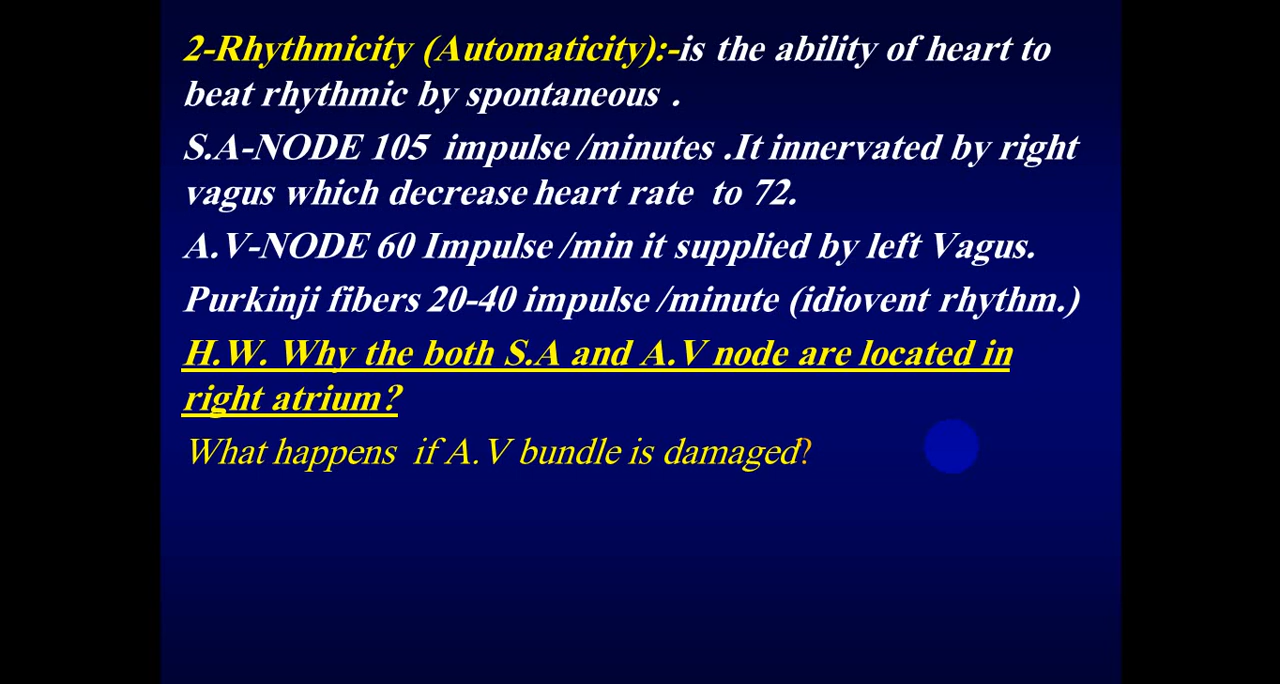 2-Rhythmicity (Automaticity):-is the ability of heart to
beat rhythmic by spontaneous .
S.A-NODE 105 impulse /minutes .It innervated by right
vagus which decrease heart rate to 72.
A.V-NODE 60 Impulse /min it supplied by left Vagus.
Purkinji fibers 20-40 impulse /minute (idiovent rhythm.)
H.W. Why the both S.A and A.V node are located in
right atrium?
What happens if A.V bundle is damaged?